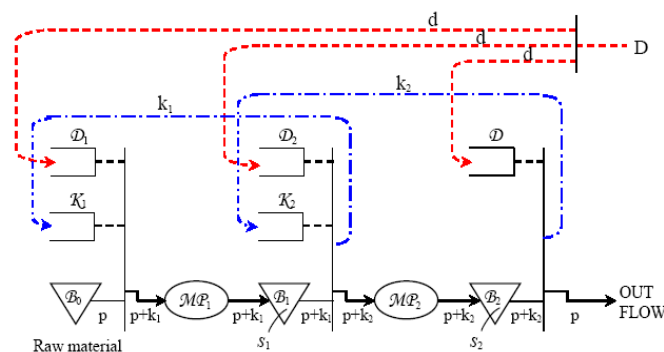 d
d
d
D
k₁
k₂
𝒟₁
𝒟₂
𝒟
𝒦₁
𝒦₂
ℬ₀
ℳ𝒫₁
ℬ₁
ℳ𝒫₂
ℬ₂
OUT
FLOW
p
p+k₁
p+k₁
p+k₁
p+k₂
p+k₂
p+k₂
p
Raw material
s₁
s₂